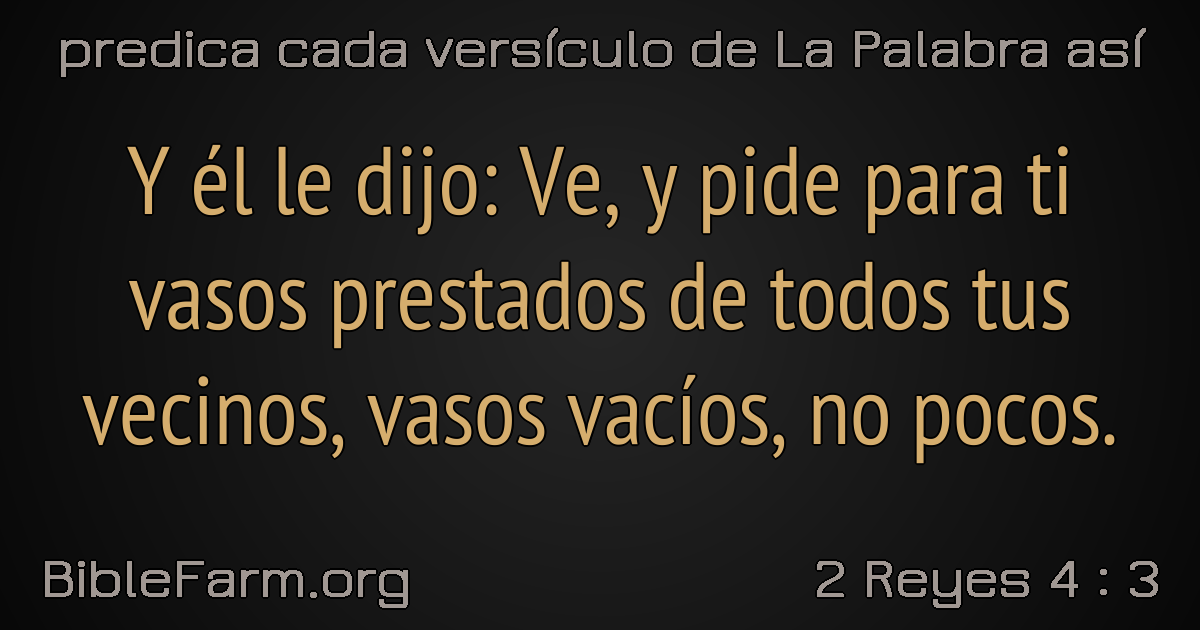 predica cada versículo de La Palabra así
Y él le dijo: Ve, y pide para ti
vasos prestados de todos tus
vecinos, vasos vacíos, no pocos.
BibleFarm.org
2 Reyes 4 : 3